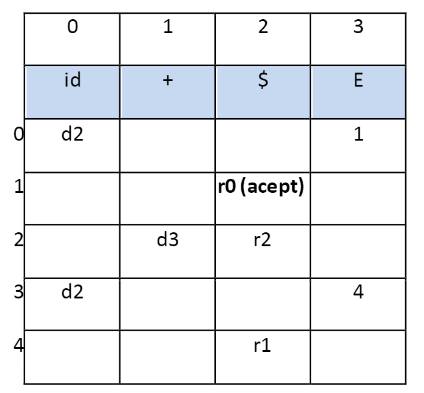 0 1 2 3
id + $ E
0 d2 1
1 r0 (acept)
2 d3 r2
3 d2 4
4 r1